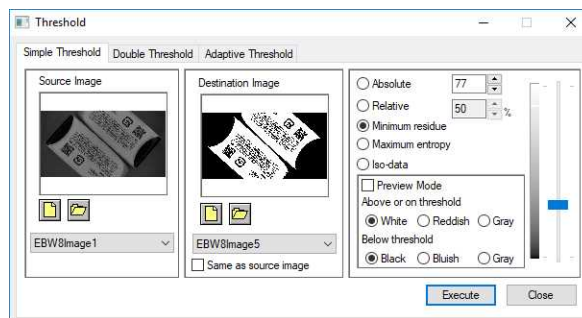 Threshold
Simple Threshold Double Threshold Adaptive Threshold
Source Image
EBW8Image1
Destination Image
EBW8Image5
Same as source image
Absolute 77
Relative 50 %
Minimum residue
Maximum entropy
Iso-data
Preview Mode
Above or on threshold
White Reddish Gray
Below threshold
Black Bluish Gray
Execute Close